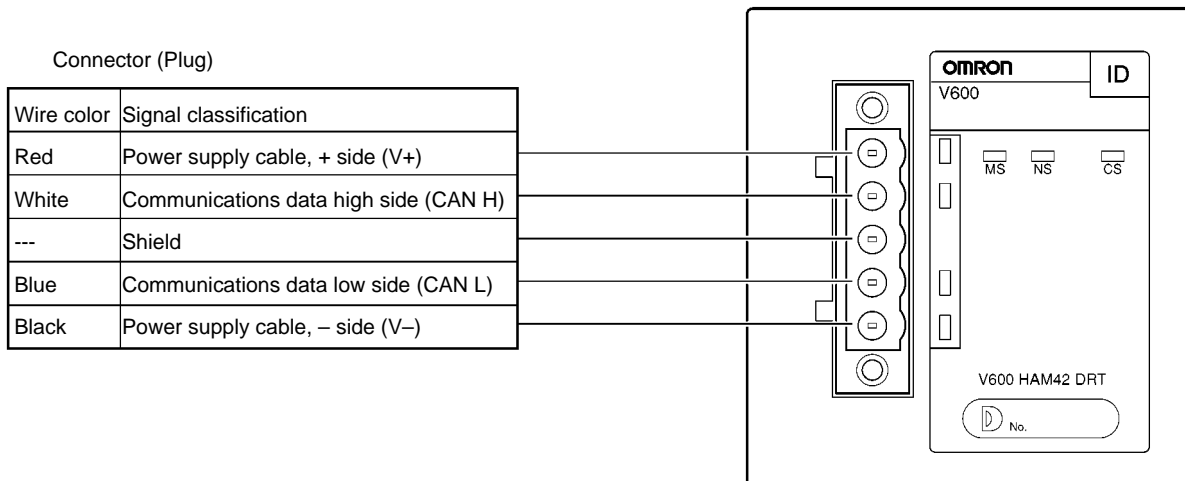 Connector (Plug)
Wire color Signal classification
Red Power supply cable, + side (V+)
White Communications data high side (CAN H)
--- Shield
Blue Communications data low side (CAN L)
Black Power supply cable, – side (V–)
OMRON ID
V600
MS NS CS
V600 HAM42 DRT
D No.